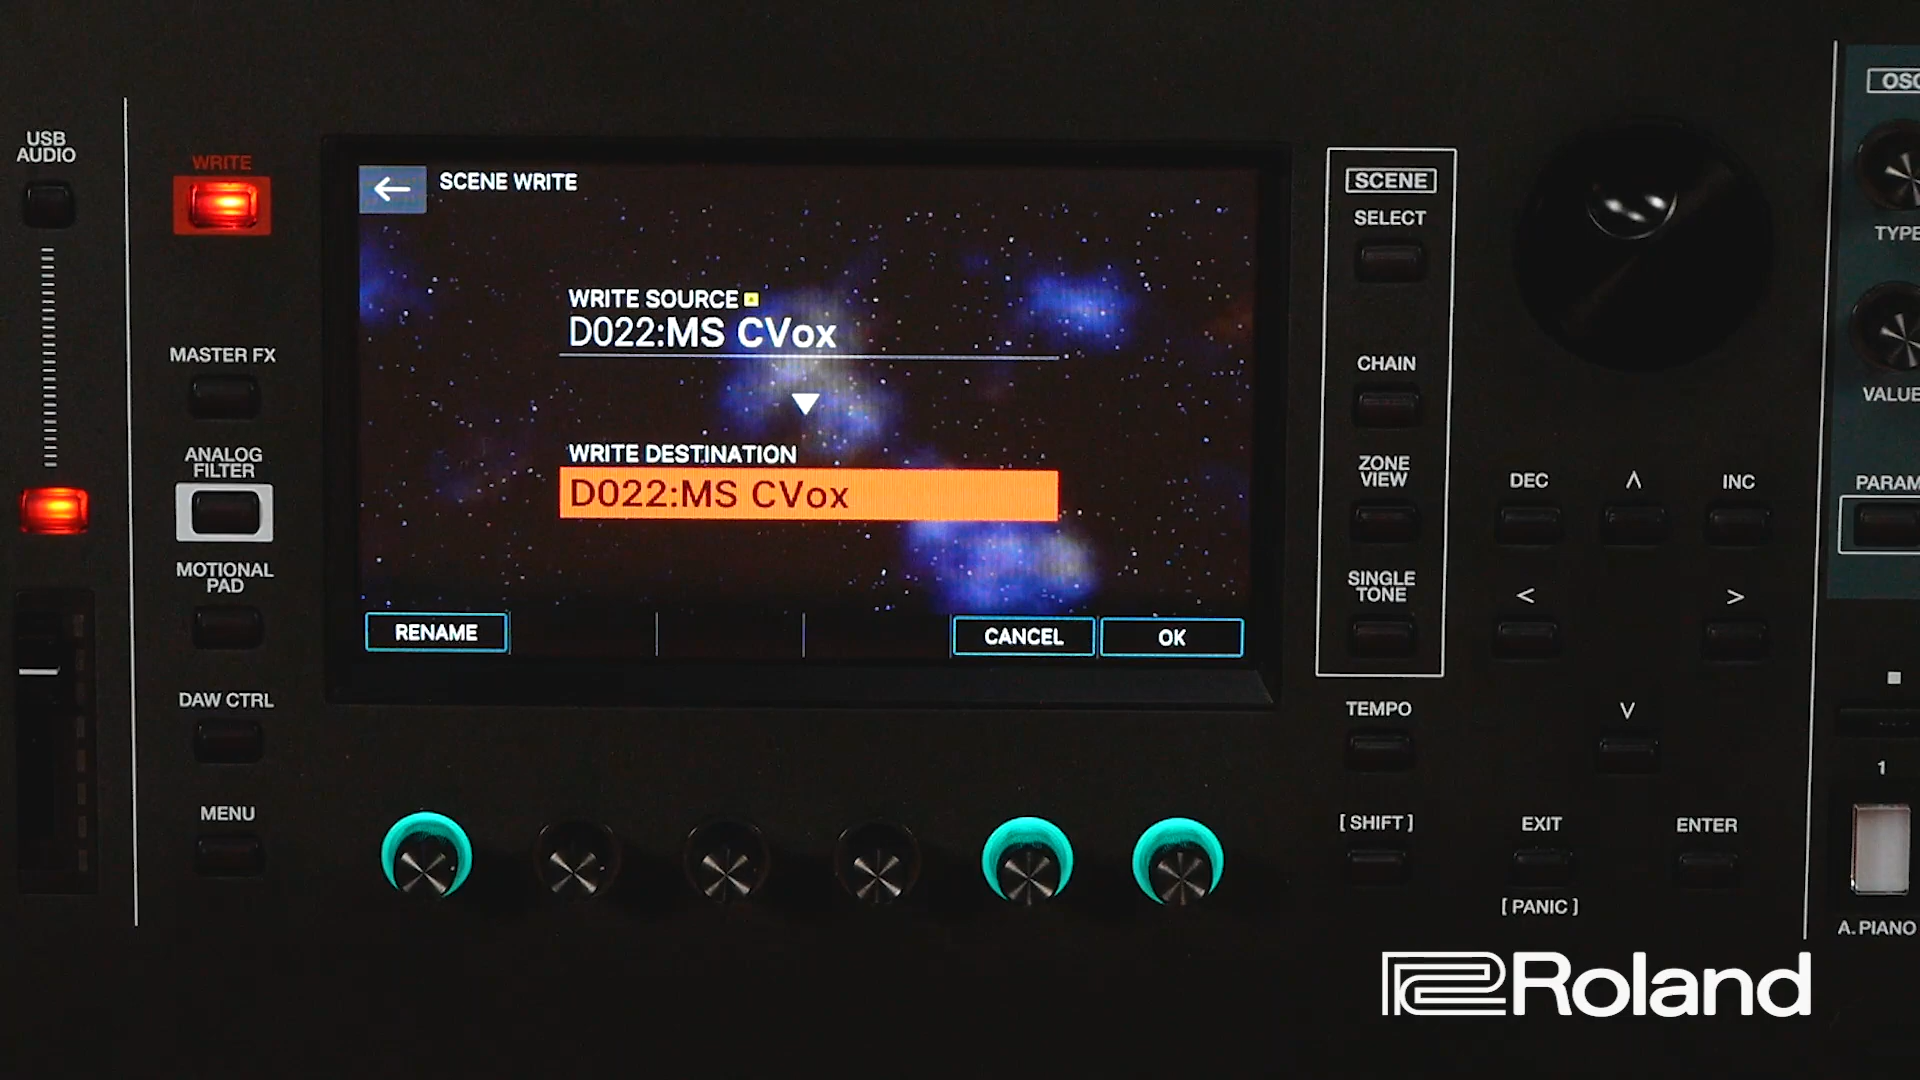 USB
AUDIO
WRITE
MASTER FX
ANALOG
FILTER
MOTIONAL
PAD
DAW CTRL
MENU
SCENE WRITE
WRITE SOURCE
D022:MS CVox
WRITE DESTINATION
D022:MS CVox
RENAME
CANCEL
OK
SCENE
SELECT
CHAIN
ZONE
VIEW
SINGLE
TONE
TEMPO
[ SHIFT ]
DEC
INC
EXIT
[ PANIC ]
ENTER
OSC
TYPE
VALUE
PARAM
1
A.PIANO
Roland